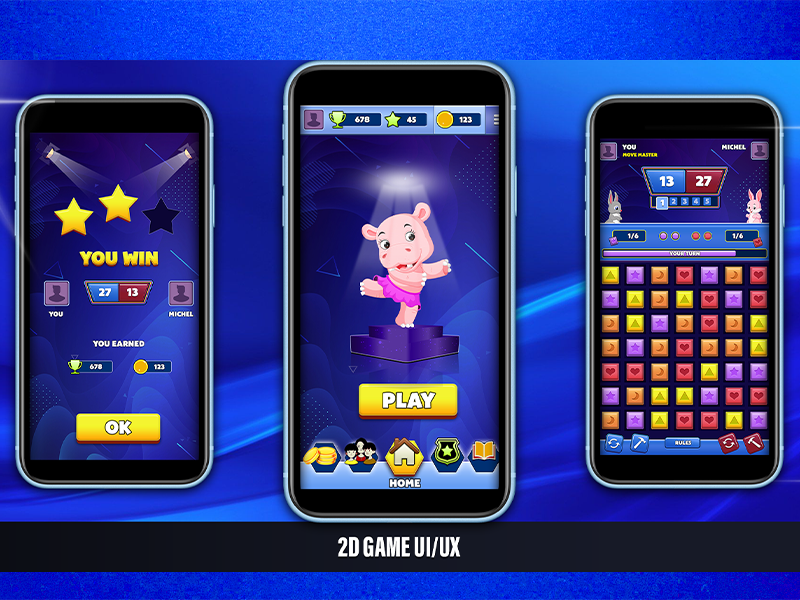 YOU WIN
27 13
YOU
MICHEL
YOU EARNED
678
123
OK
678
45
123
PLAY
HOME
YOU
MOVE MASTER
MICHEL
13 27
1 2 3 4 5
1/6
1/6
YOUR TURN
RULES
2D GAME UI/UX